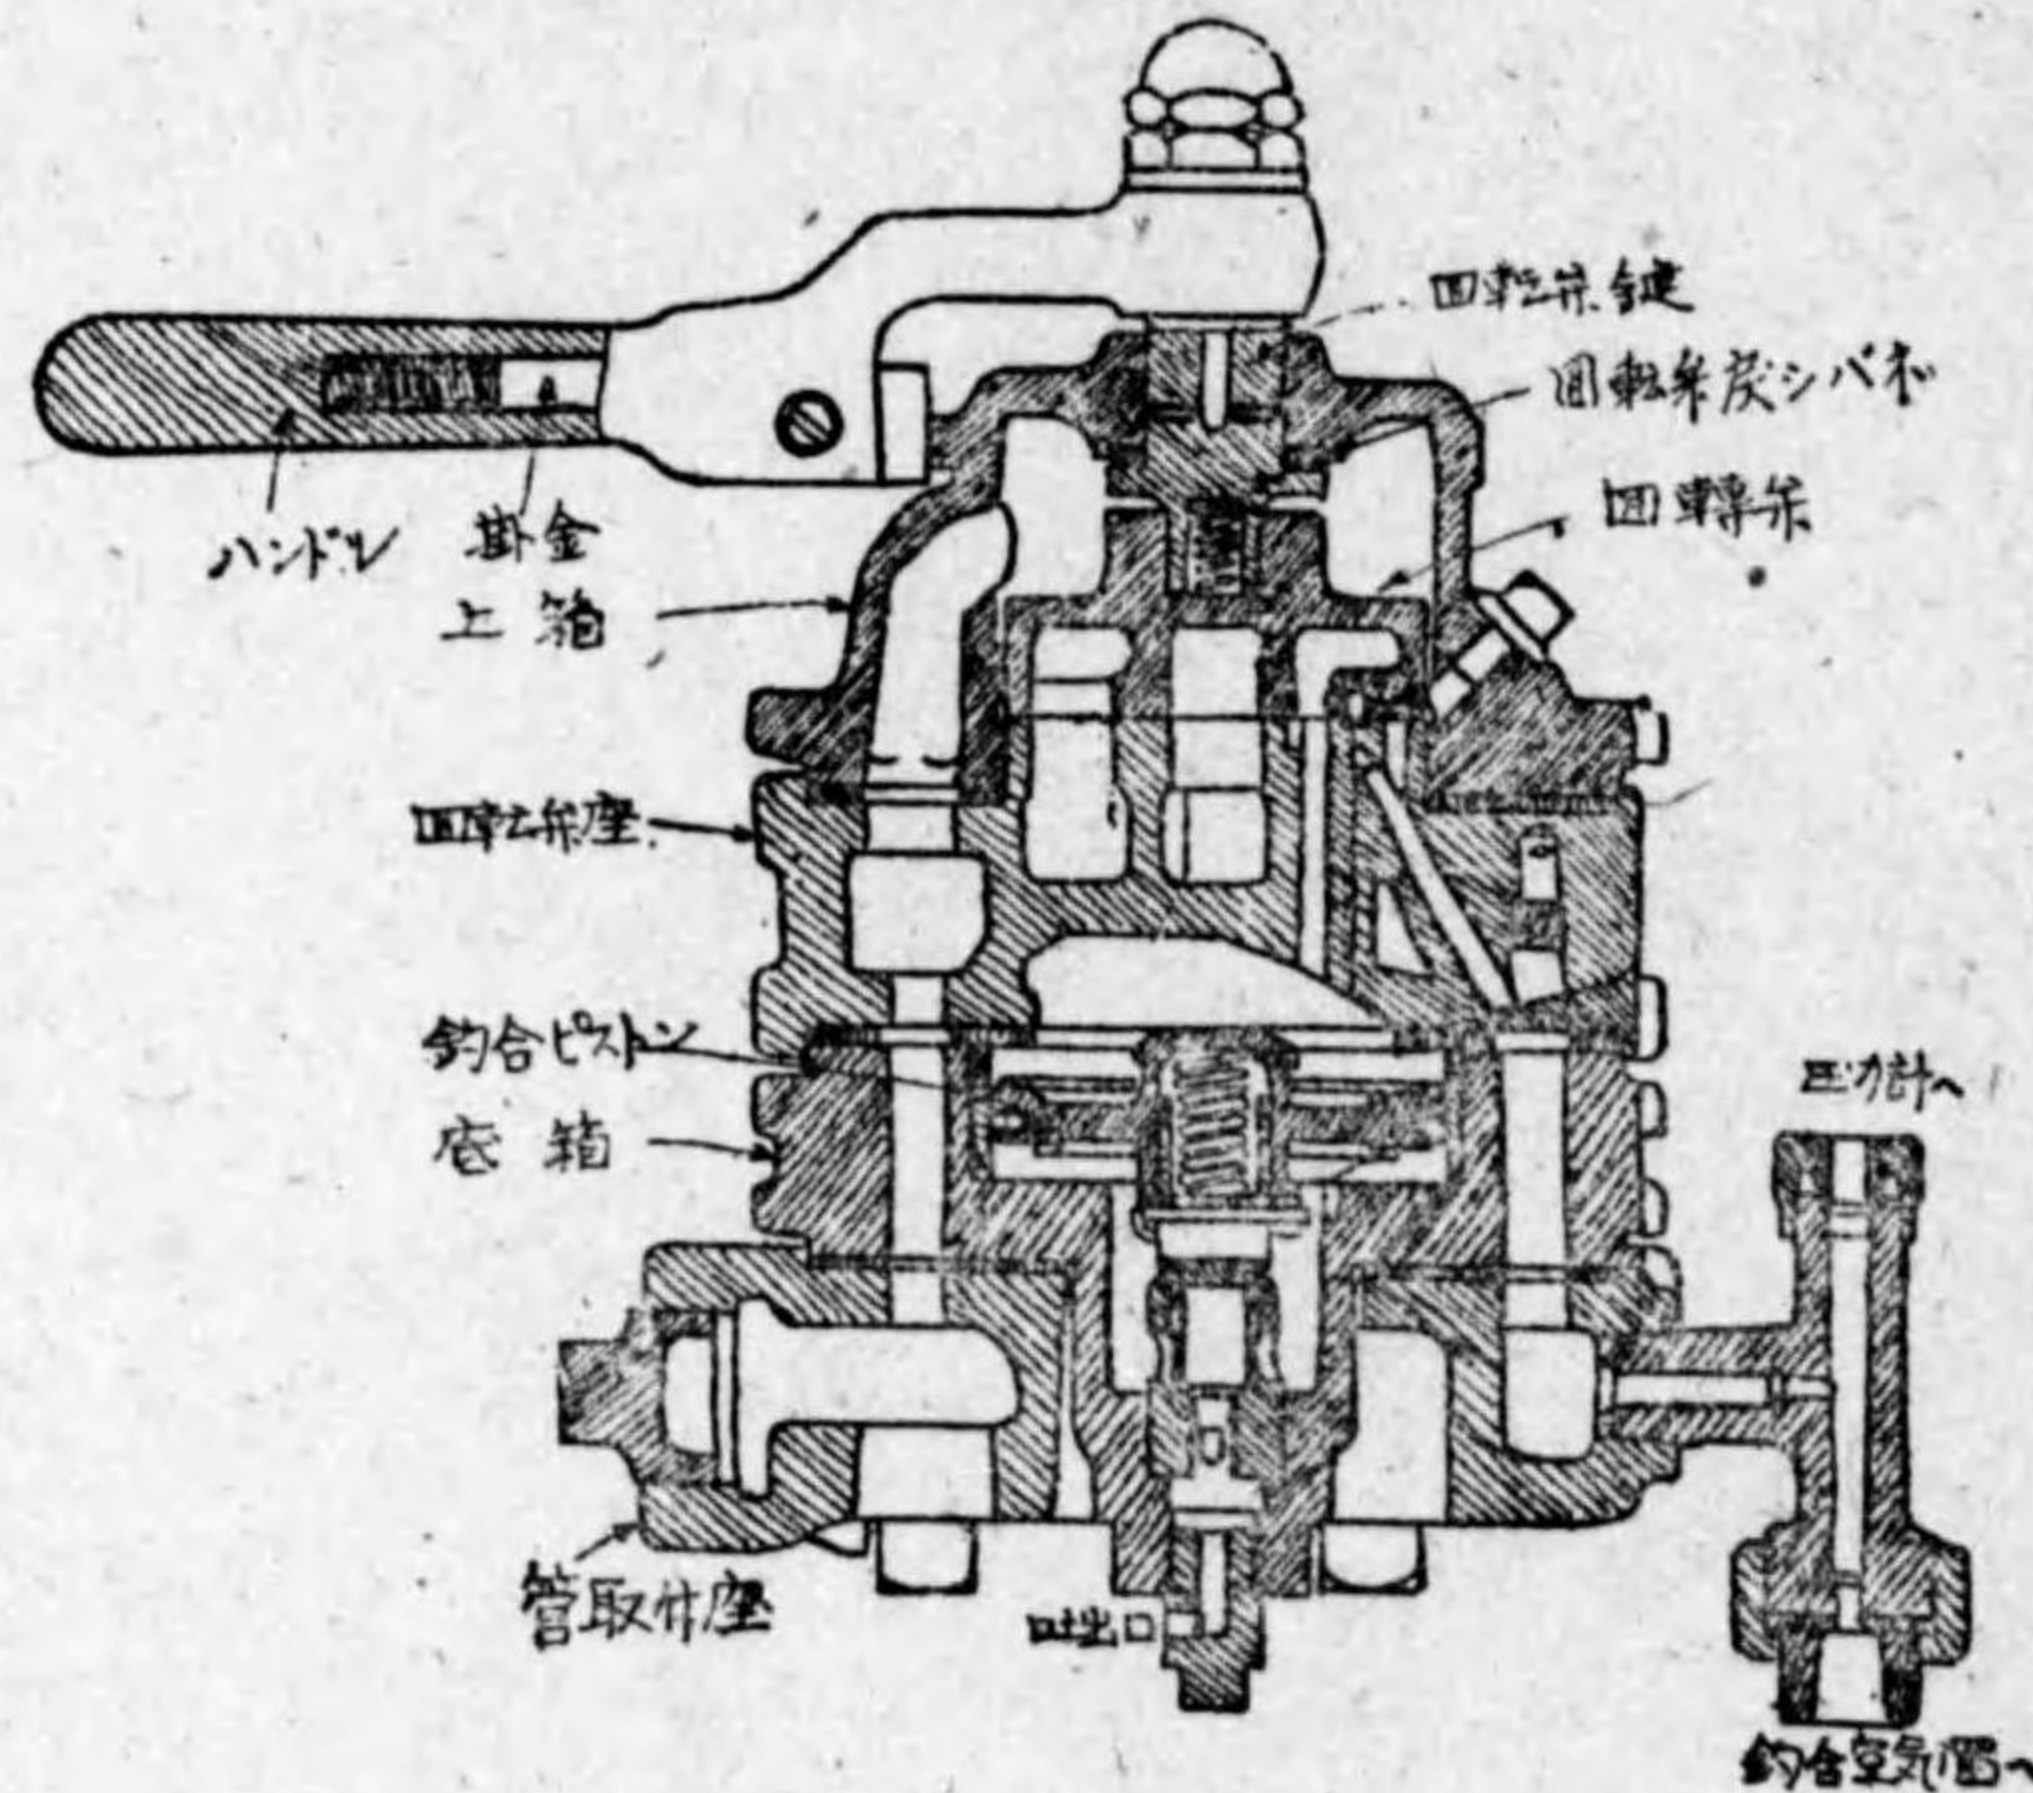 回転弁鍵
回転弁戻シバネ
回轉弁
ハンドル
掛金
上箱
回転弁座
釣合ピストン
底箱
圧力計へ
管取付座
吐出口
釣合空気溜へ